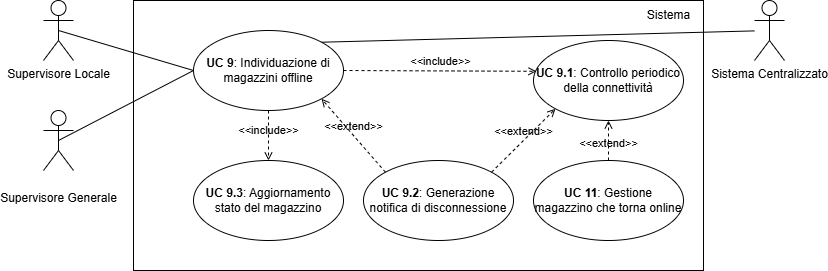 Sistema
Supervisore Locale
UC 9: Individuazione di
magazzini offline
<<include>>
UC 9.1: Controllo periodico
della connettività
Sistema Centralizzato
<<include>>
<<extend>>
<<extend>>
<<extend>>
Supervisore Generale
UC 9.3: Aggiornamento
stato del magazzino
UC 9.2: Generazione
notifica di disconnessione
UC 11: Gestione
magazzino che torna online